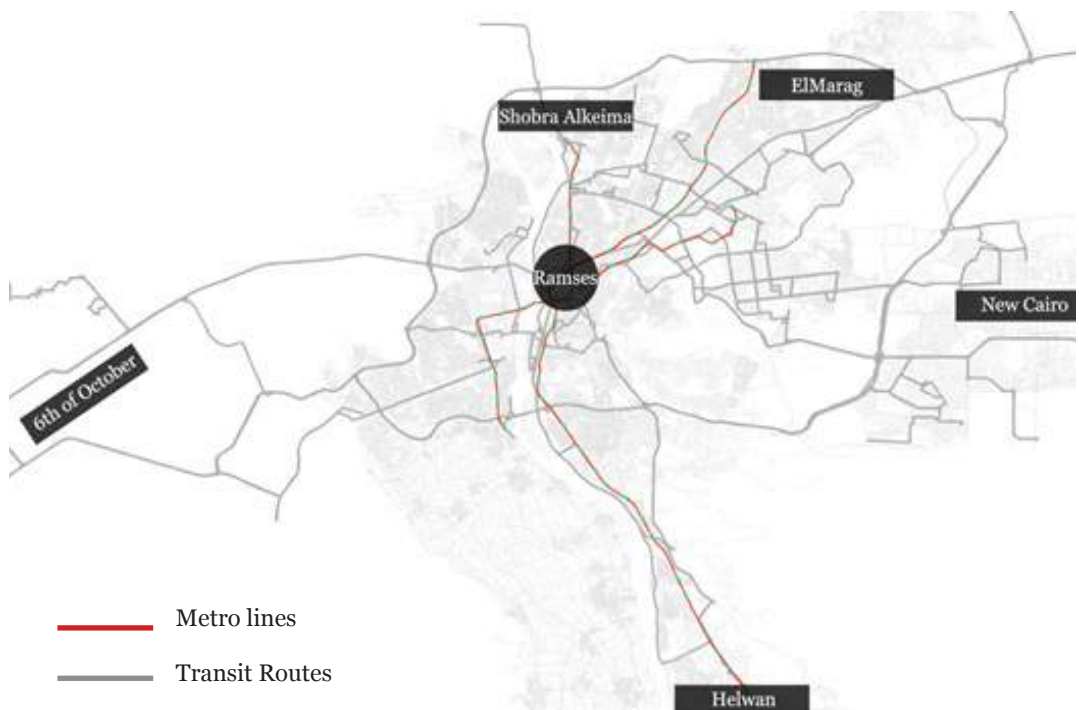 ElMarag
Shobra Alkeima
Ramses
New Cairo
6th of October
Metro lines
Transit Routes
Helwan